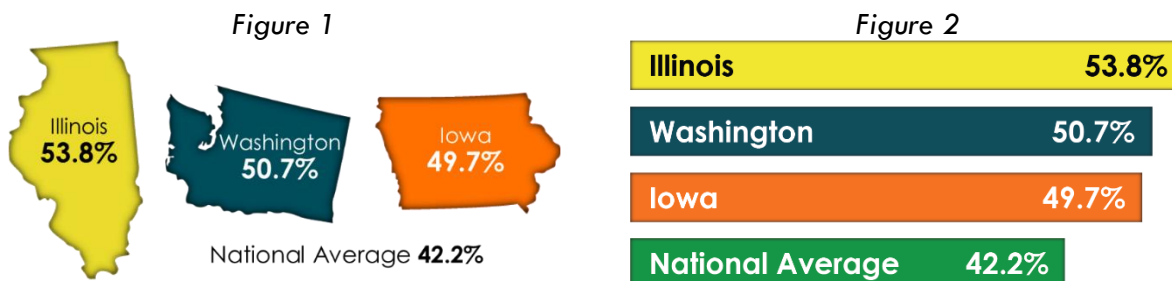 Figure 1
Illinois
53.8%
Washington
50.7%
Iowa
49.7%
National Average 42.2%
Figure 2
Illinois 53.8%
Washington 50.7%
Iowa 49.7%
National Average 42.2%